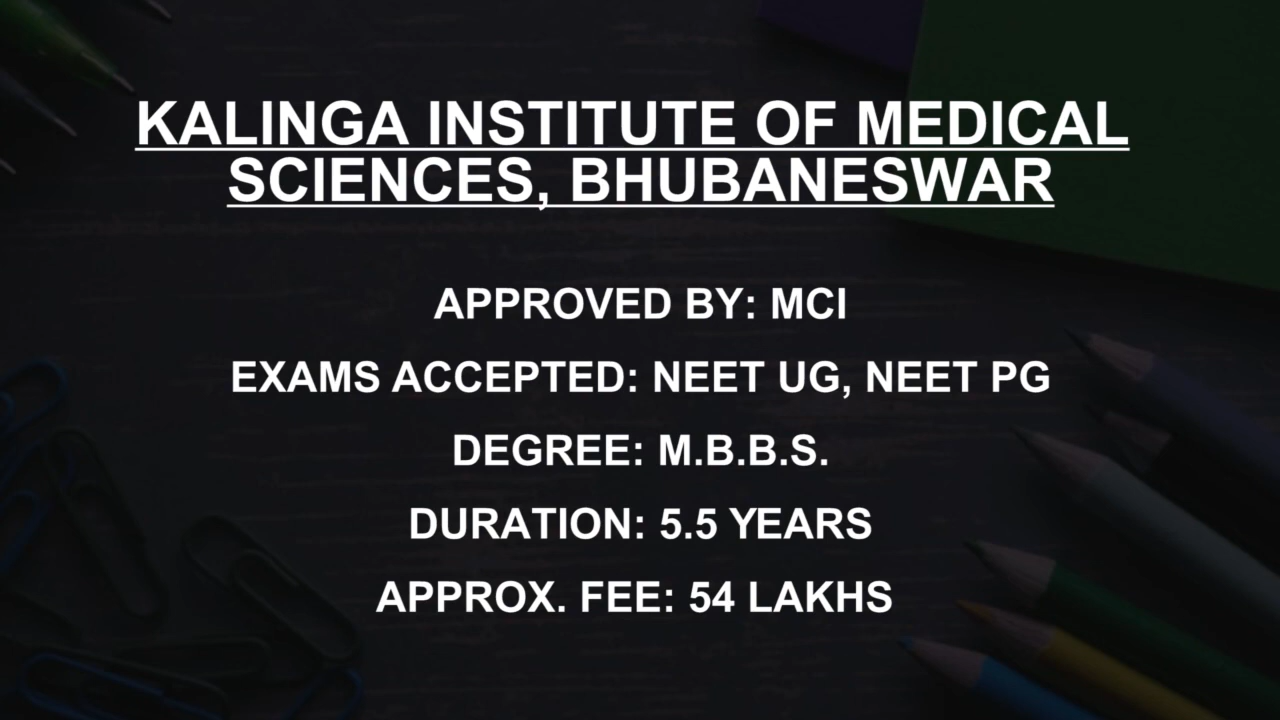 KALINGA INSTITUTE OF MEDICAL
SCIENCES, BHUBANESWAR
APPROVED BY: MCI
EXAMS ACCEPTED: NEET UG, NEET PG
DEGREE: M.B.B.S.
DURATION: 5.5 YEARS
APPROX. FEE: 54 LAKHS